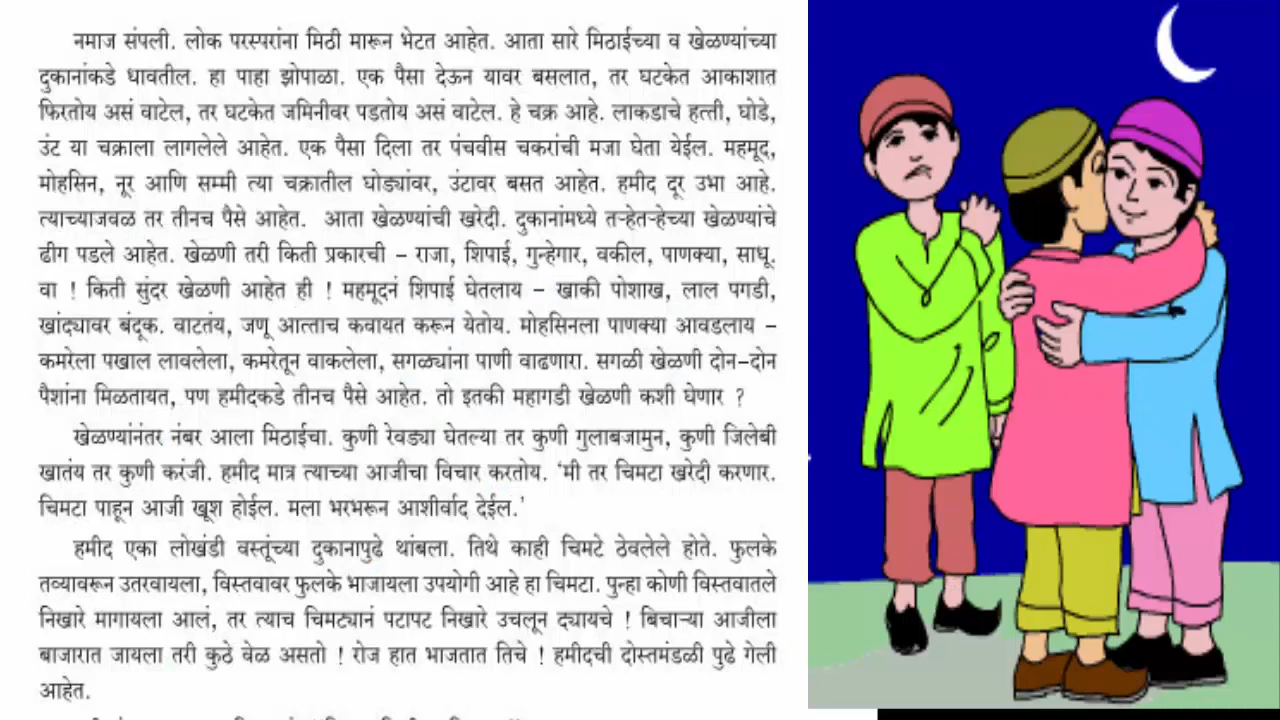 नमाज संपली. लोक परस्परांना मिठी मारून भेटत आहेत. आता सारे मिठाईच्या व खेळण्यांच्या
दुकानांकडे धावतील. हा पाहा झोपाळा. एक पैसा देऊन यावर बसलात, तर घटकेत आकाशात
फिरतोय असं वाटेल, तर घटकेत जमिनीवर पडतोय असं वाटेल. हे चक्र आहे. लाकडाचे हत्ती, घोडे,
उंट या चक्राला लागलेले आहेत. एक पैसा दिला तर पंचवीस चकरांची मजा घेता येईल. महमूद,
मोहसिन, नूर आणि सम्मी त्या चक्रातील घोड्यांवर, उंटावर बसत आहेत. हमीद दूर उभा आहे.
त्याच्याजवळ तर तीनच पैसे आहेत. आता खेळण्यांची खरेदी. दुकानांमध्ये तऱ्हेतऱ्हेच्या खेळण्यांचे
ढीग पडले आहेत. खेळणी तरी किती प्रकारची – राजा, शिपाई, गुन्हेगार, वकील, पाणक्या, साधू.
वा ! किती सुंदर खेळणी आहेत ही ! महमूदनं शिपाई घेतलाय – खाकी पोशाख, लाल पगडी,
खांद्यावर बंदूक. वाटतंय, जणू आत्ताच कवायत करून येतोय. मोहसिनला पाणक्या आवडलाय –
कमरेला पखाल लावलेला, कमरेतून वाकलेला, सगळ्यांना पाणी वाढणारा. सगळी खेळणी दोन–दोन
पैशांना मिळतायत, पण हमीदकडे तीनच पैसे आहेत. तो इतकी महागडी खेळणी कशी घेणार ?
खेळण्यांनंतर नंबर आला मिठाईचा. कुणी रेवड्या घेतल्या तर कुणी गुलाबजामुन, कुणी जिलेबी
खातंय तर कुणी करंजी. हमीद मात्र त्याच्या आजीचा विचार करतोय. ‘मी तर चिमटा खरेदी करणार.
चिमटा पाहून आजी खूश होईल. मला भरभरून आशीर्वाद देईल.’
हमीद एका लोखंडी वस्तूंच्या दुकानापुढे थांबला. तिथे काही चिमटे ठेवलेले होते. फुलके
तव्यावरून उतरवायला, विस्तवावर फुलके भाजायला उपयोगी आहे हा चिमटा. पुन्हा कोणी विस्तवातले
निखारे मागायला आलं, तर त्याच चिमट्यानं पटापट निखारे उचलून द्यायचे ! बिचाऱ्या आजीला
बाजारात जायला तरी कुठे वेळ असतो ! रोज हात भाजतात तिचे ! हमीदची दोस्तमंडळी पुढे गेली
आहेत.